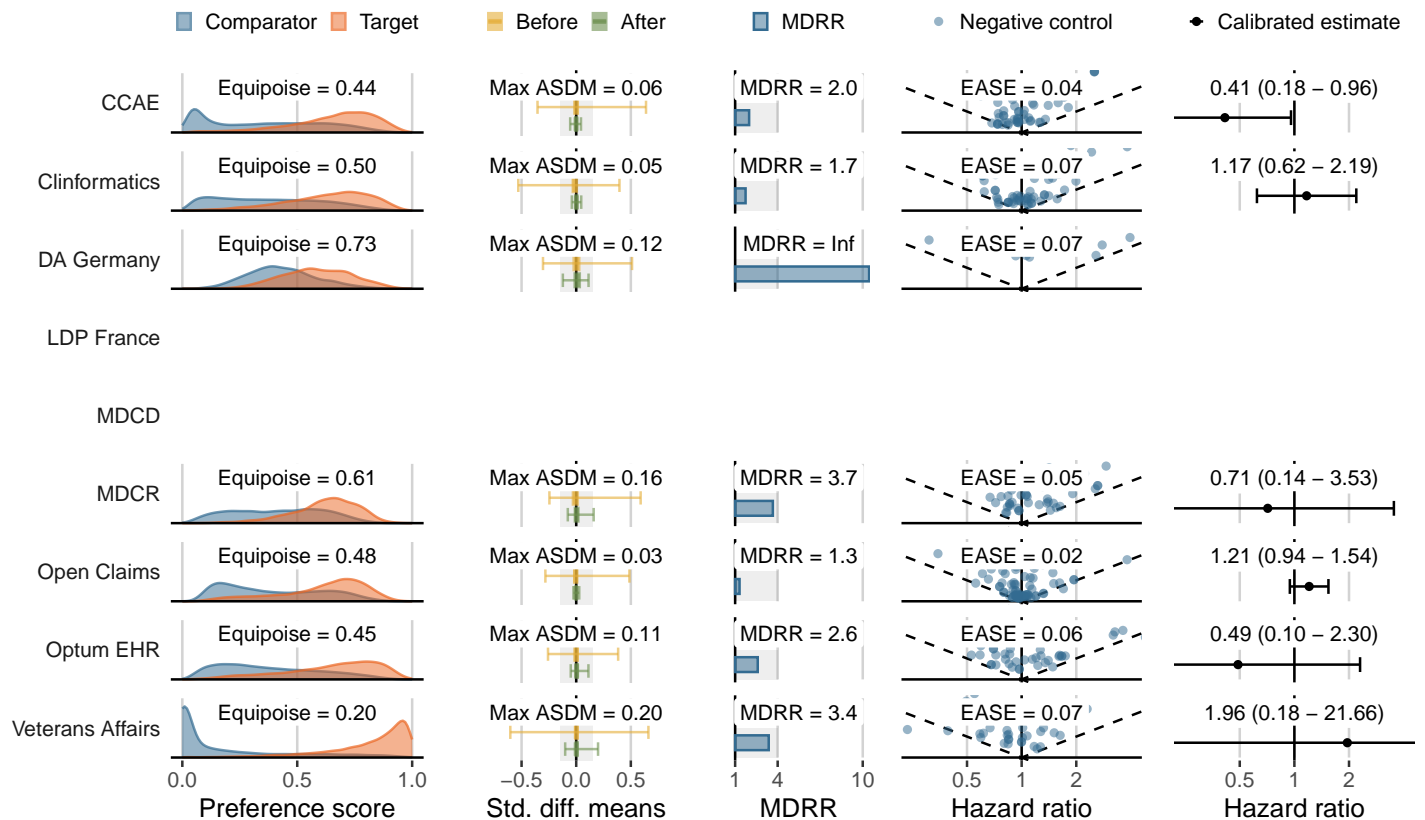 Comparator Target Before After MDRR Negative control Calibrated estimate
CCAE Equipoise = 0.44 Max ASDM = 0.06 MDRR = 2.0 EASE = 0.04 0.41 (0.18 – 0.96)
Clinformatics Equipoise = 0.50 Max ASDM = 0.05 MDRR = 1.7 EASE = 0.07 1.17 (0.62 – 2.19)
DA Germany Equipoise = 0.73 Max ASDM = 0.12 MDRR = Inf EASE = 0.07
LDP France
MDCD
MDCR Equipoise = 0.61 Max ASDM = 0.16 MDRR = 3.7 EASE = 0.05 0.71 (0.14 – 3.53)
Open Claims Equipoise = 0.48 Max ASDM = 0.03 MDRR = 1.3 EASE = 0.02 1.21 (0.94 – 1.54)
Optum EHR Equipoise = 0.45 Max ASDM = 0.11 MDRR = 2.6 EASE = 0.06 0.49 (0.10 – 2.30)
Veterans Affairs Equipoise = 0.20 Max ASDM = 0.20 MDRR = 3.4 EASE = 0.07 1.96 (0.18 – 21.66)
0.0 0.5 1.0 −0.5 0.0 0.5 1 4 10 0.5 1 2 0.5 1 2
Preference score Std. diff. means MDRR Hazard ratio Hazard ratio